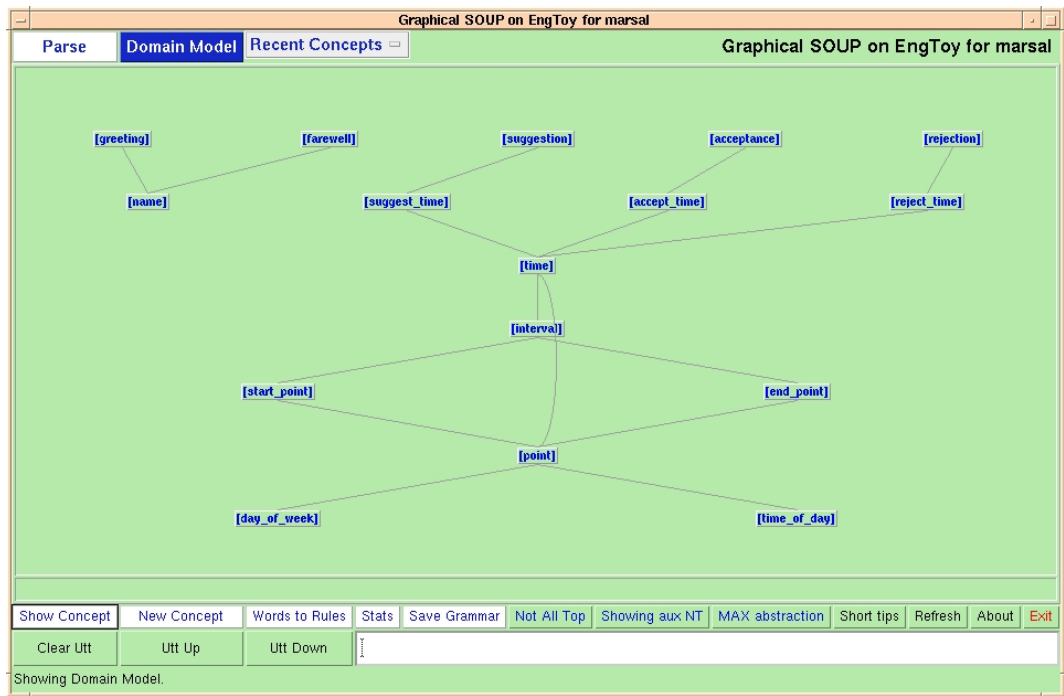 Graphical SOUP on EngToy for marsal
Parse Domain Model Recent Concepts Graphical SOUP on EngToy for marsal
[greeting] [farewell] [suggestion] [acceptance] [rejection]
[name] [suggest_time] [accept_time] [reject_time]
[time]
[interval]
[start_point] [end_point]
[point]
[day_of_week] [time_of_day]
Show Concept New Concept Words to Rules Stats Save Grammar Not All Top Showing aux NT MAX abstraction Short tips Refresh About Exit
Clear Utt Utt Up Utt Down
Showing Domain Model.